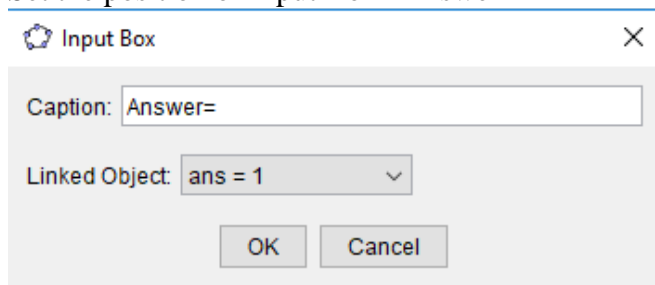 Input Box
Caption: Answer=
Linked Object: ans = 1
OK Cancel